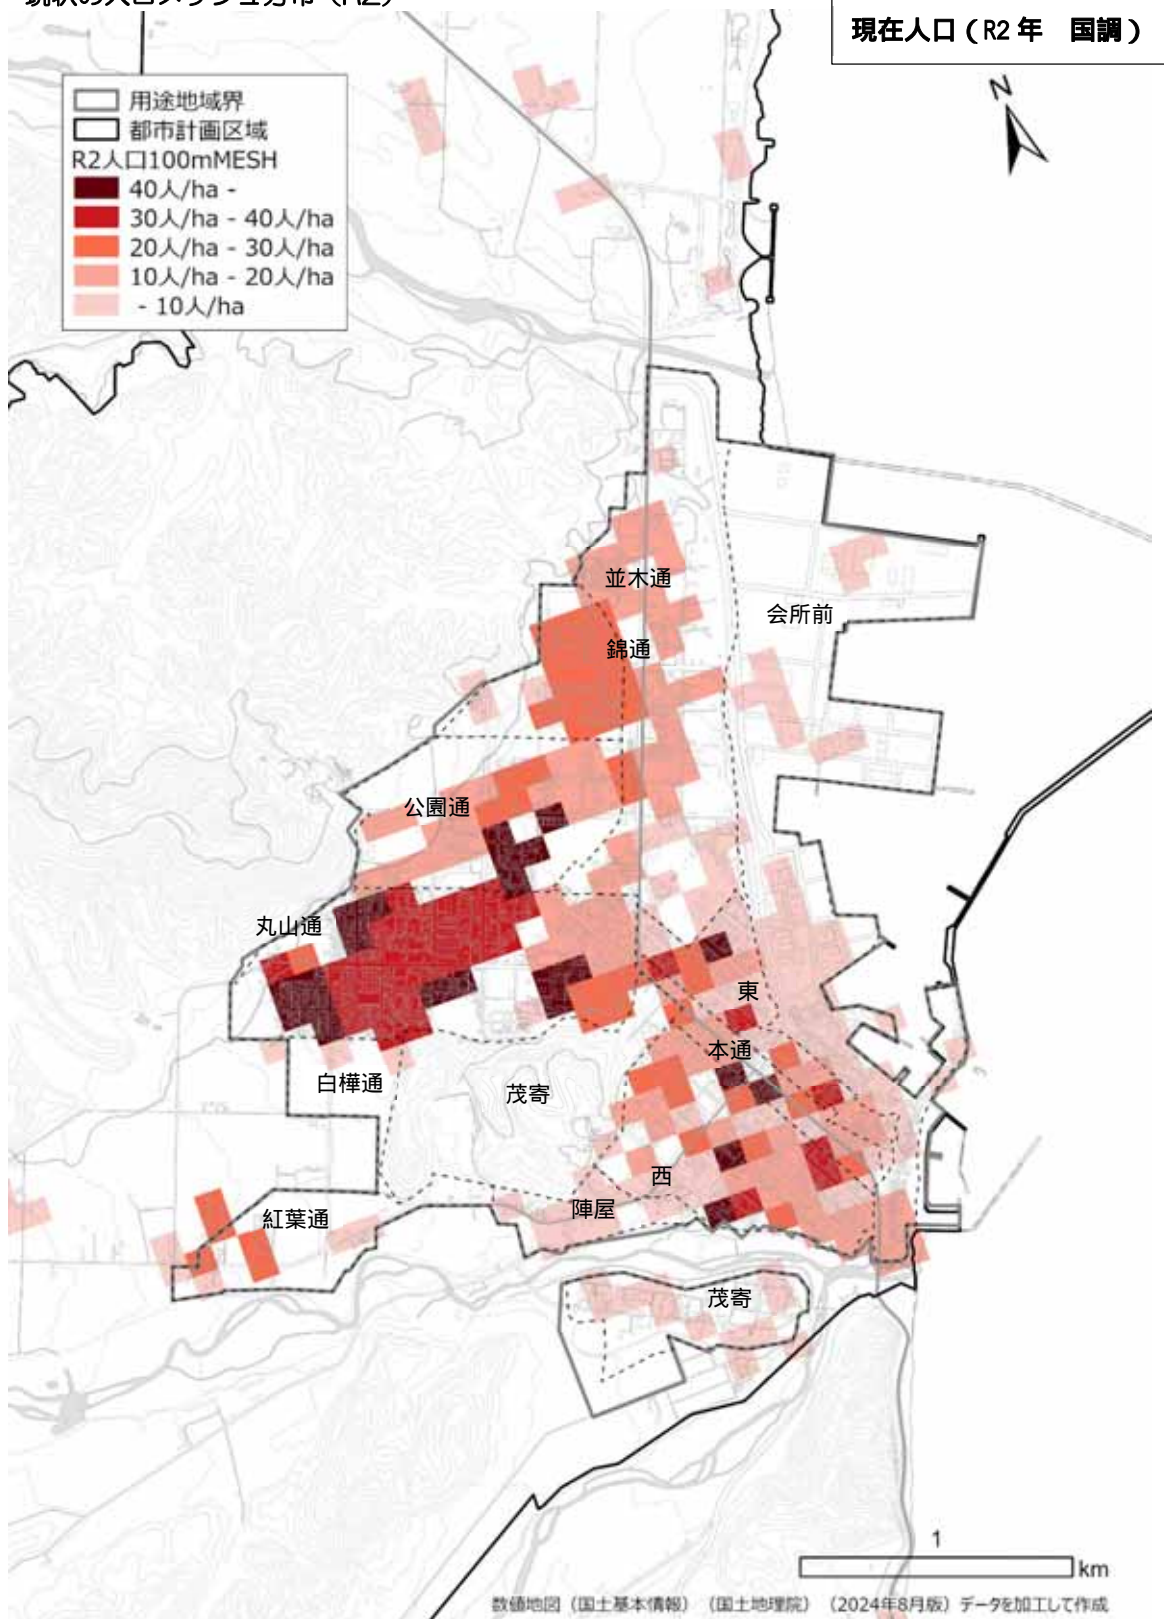 現在人口（R2 年　国調）
N
用途地域界
都市計画区域
R2人口100mMESH
40人/ha -
30人/ha - 40人/ha
20人/ha - 30人/ha
10人/ha - 20人/ha
- 10人/ha
並木通
会所前
錦通
公園通
丸山通
東
本通
白樺通
茂寄
西
陣屋
紅葉通
茂寄
1
km
数値地図（国土基本情報）（国土地理院）（2024年8月版）データを加工して作成